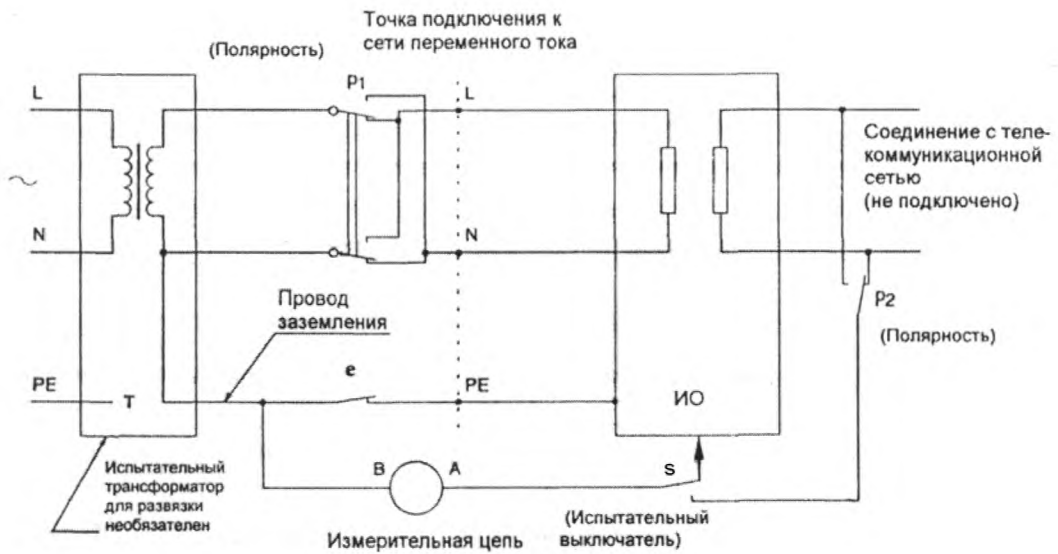 Точка подключения к
сети переменного тока
(Полярность)
P1
L
L
N
N
Соединение с теле-
коммуникационной
сетью
(не подключено)
P2
(Полярность)
Провод
заземления
e
PE
T
PE
ИО
B
A
S
Испытательный
трансформатор
для развязки
необязателен
Измерительная цепь
(Испытательный
выключатель)